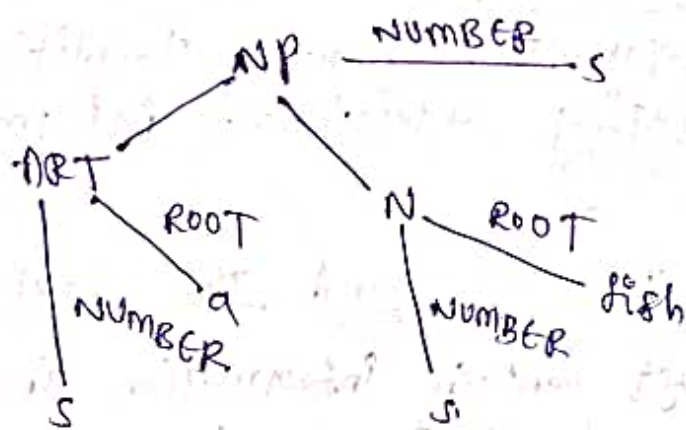 NUMBER
NP S
ART
N
ROOT ROOT
a fish
NUMBER NUMBER
S S